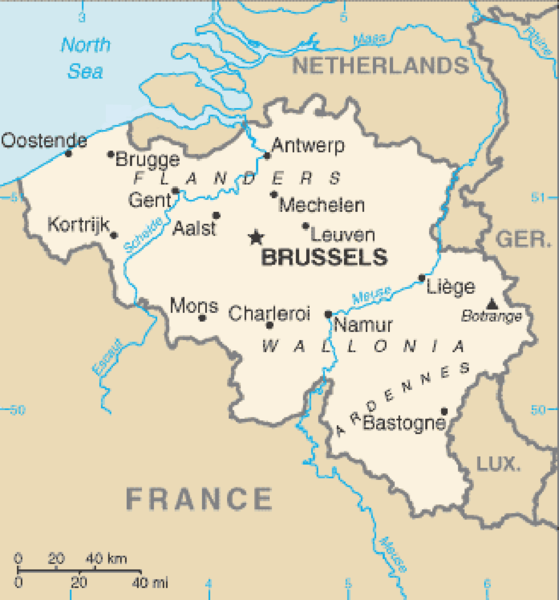 3
5
6
North
Sea
Maas
Rhine
NETHERLANDS
Oostende
Brugge
Antwerp
FLANDERS
51
51
Gent
Mechelen
Kortrijk
Schelde
Aalst
Leuven
BRUSSELS
GER.
Liège
Meuse
Botrange
Mons
Charleroi
Namur
WALLONIA
Escaut
ARDENNES
50
50
Bastogne
LUX.
FRANCE
Meuse
0 20 40 km
0 20 40 mi
4
5
6